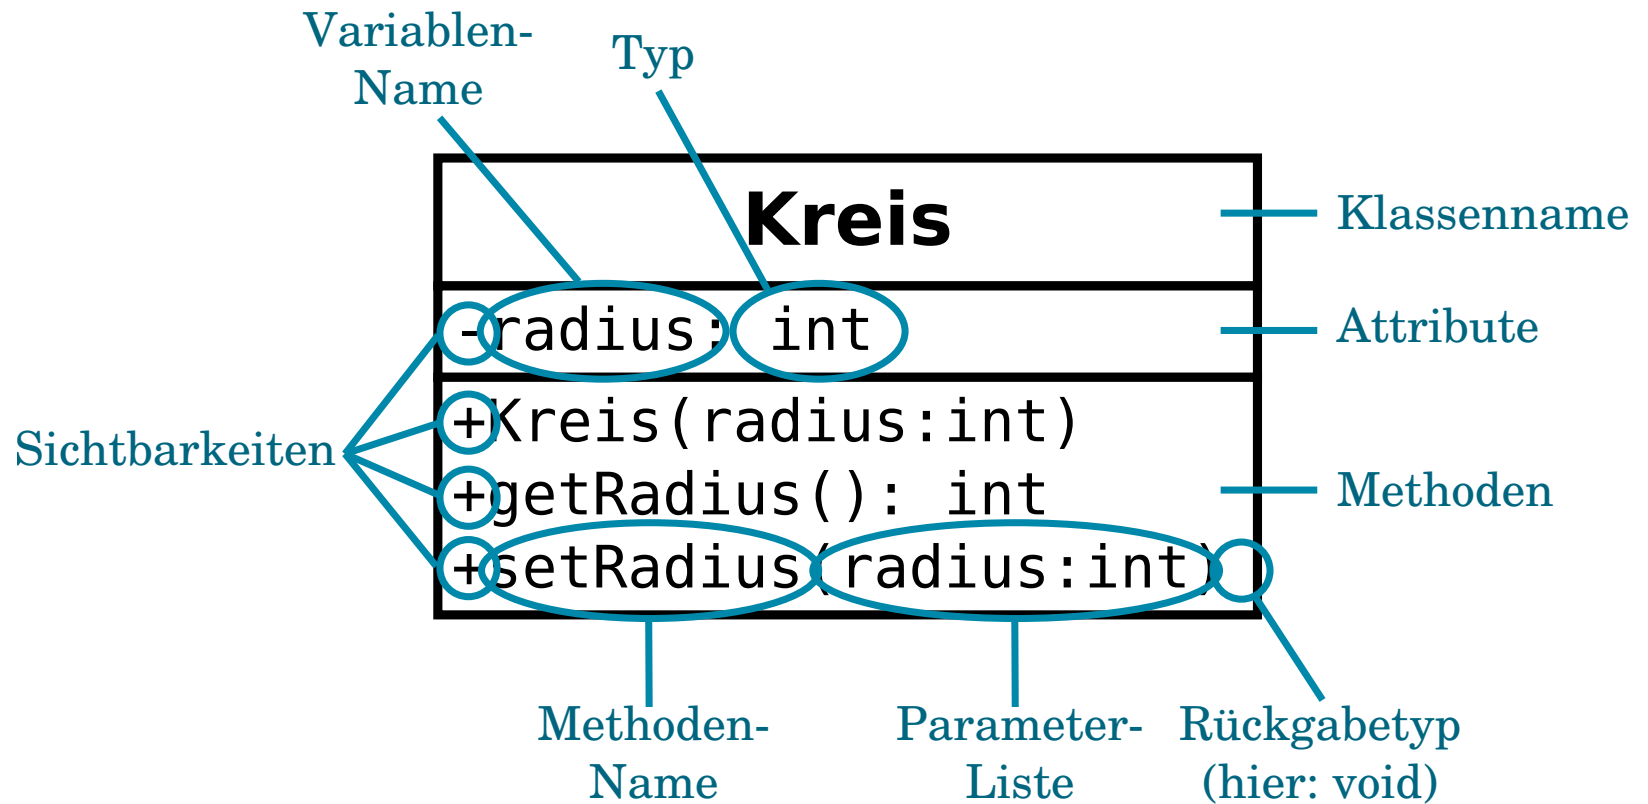 Variablen-
Name
Typ
Kreis
Klassenname
-radius: int
Attribute
Sichtbarkeiten
+Kreis(radius:int)
+getRadius(): int
Methoden
+setRadius(radius:int)
Methoden-
Name
Parameter-
Liste
Rückgabetyp
(hier: void)